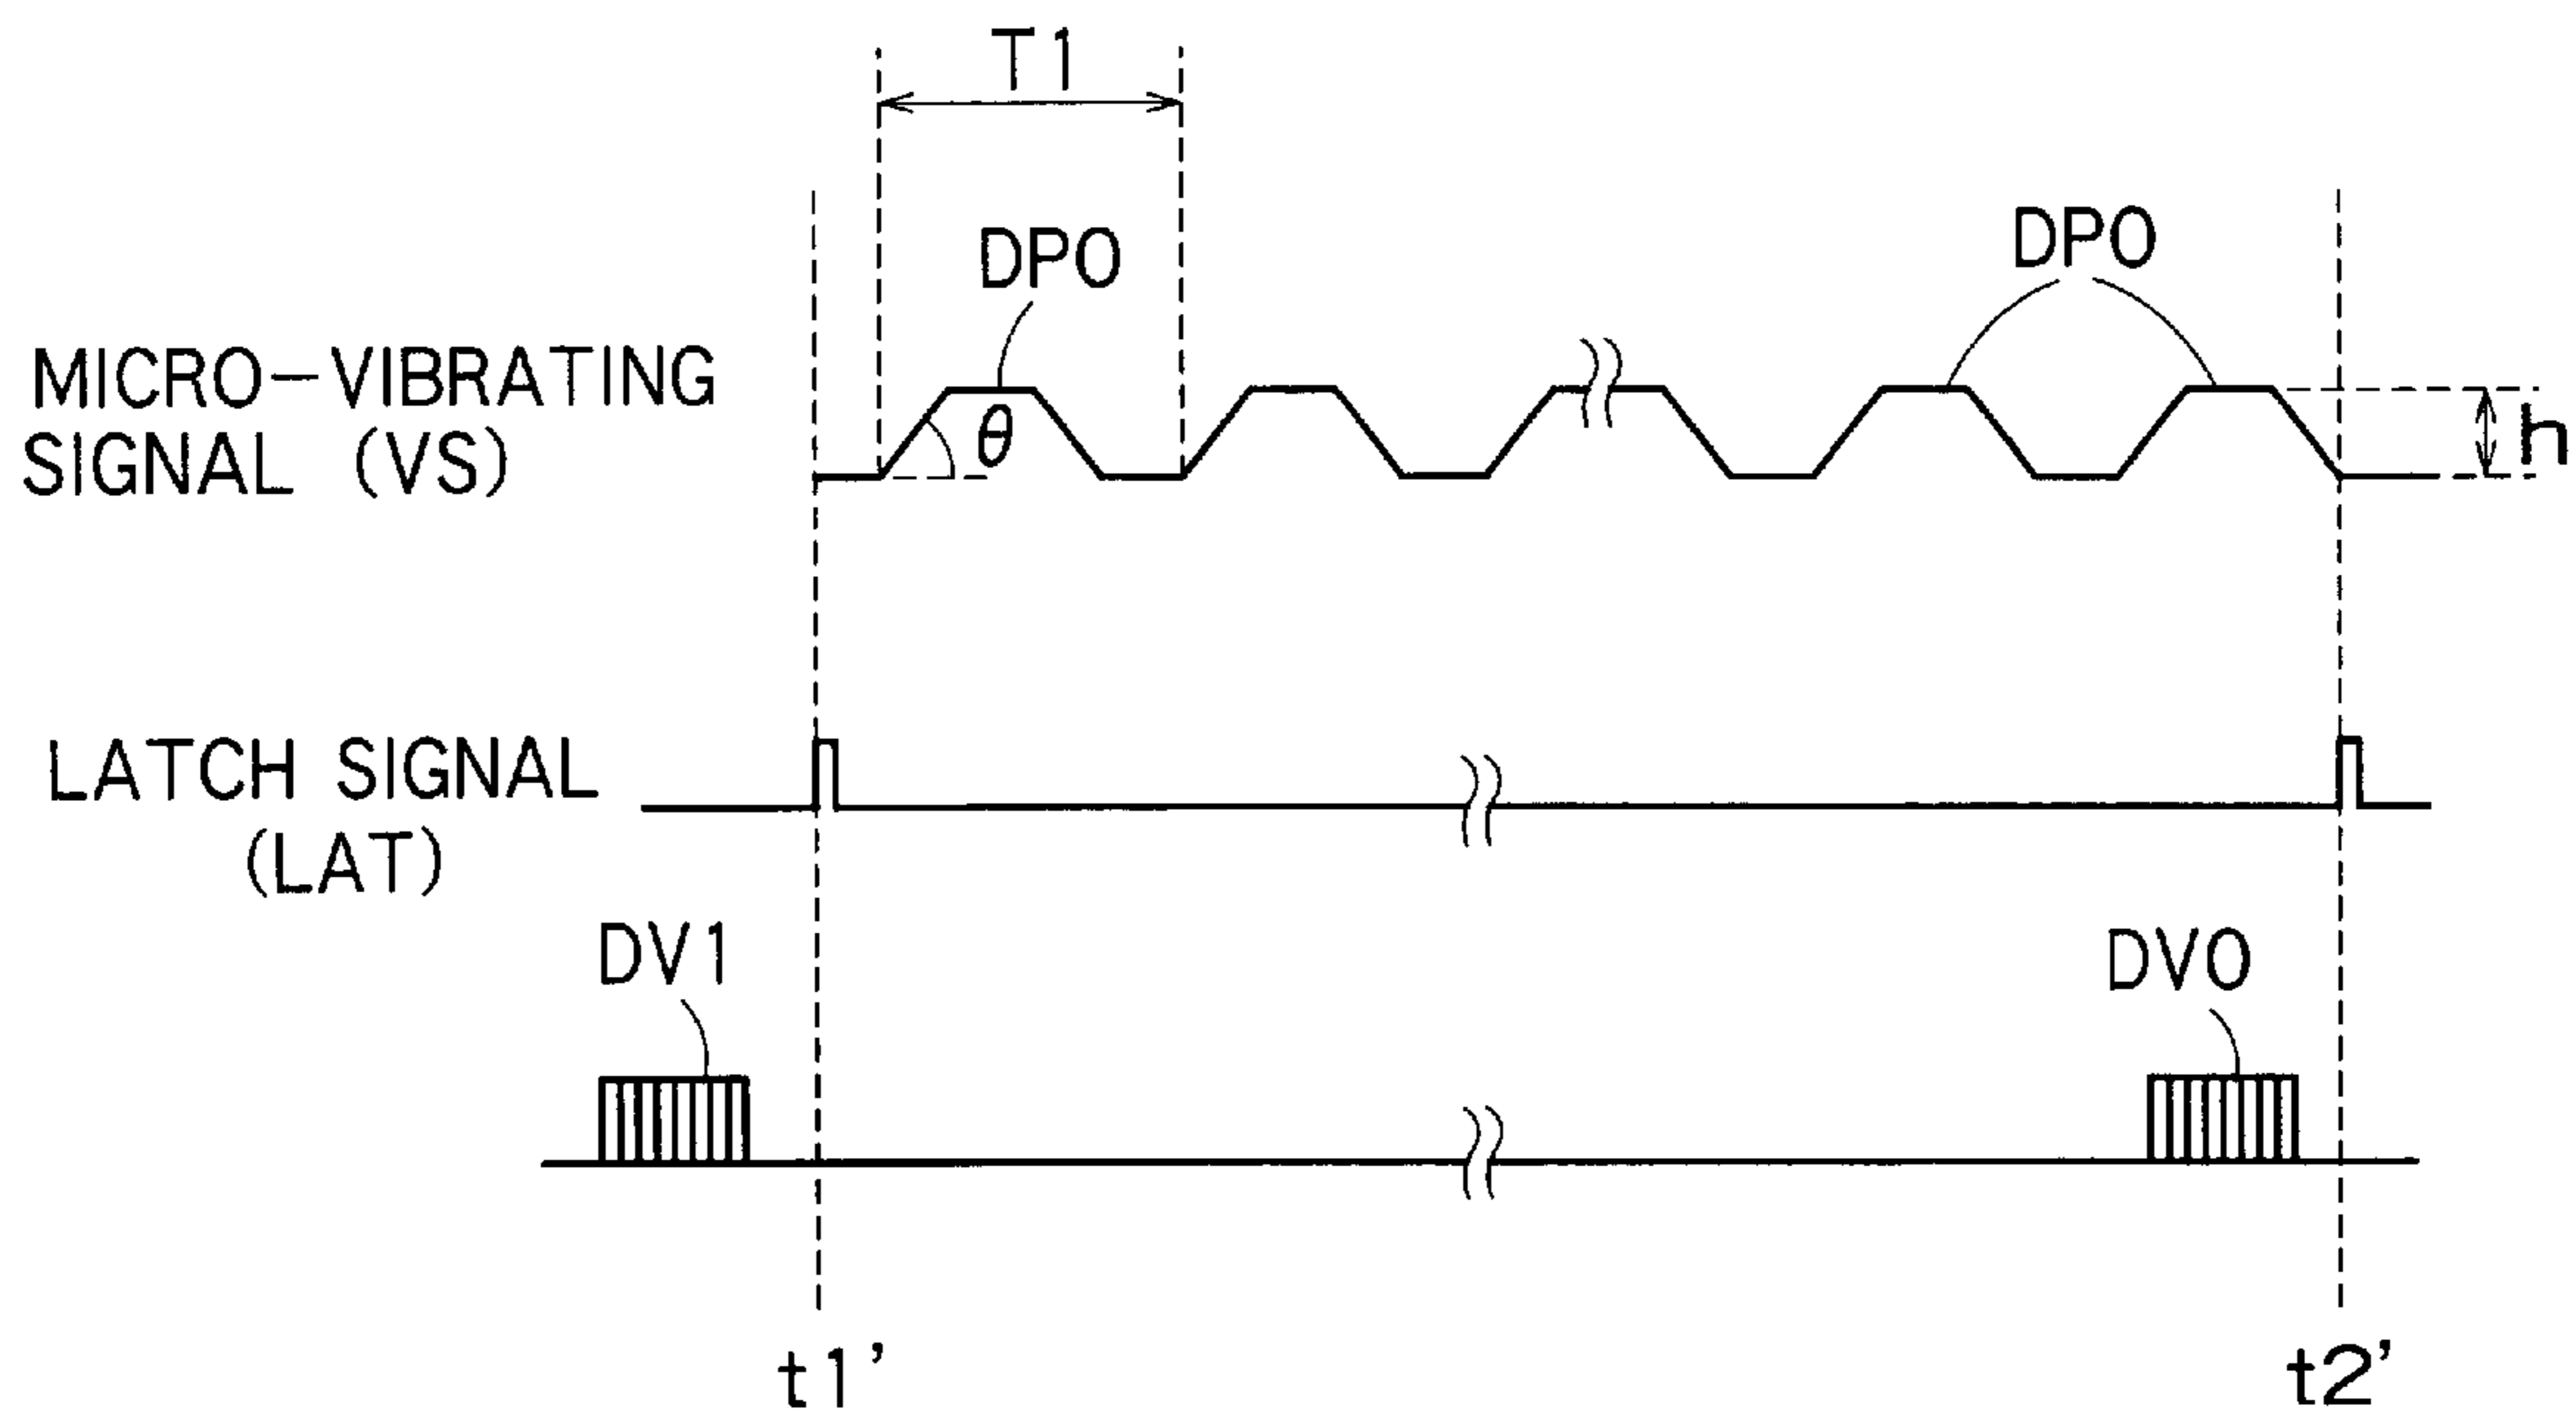 T1
DP0
DP0
MICRO-VIBRATING
SIGNAL (VS)
θ
h
LATCH SIGNAL
(LAT)
DV1
DV0
t1'
t2'